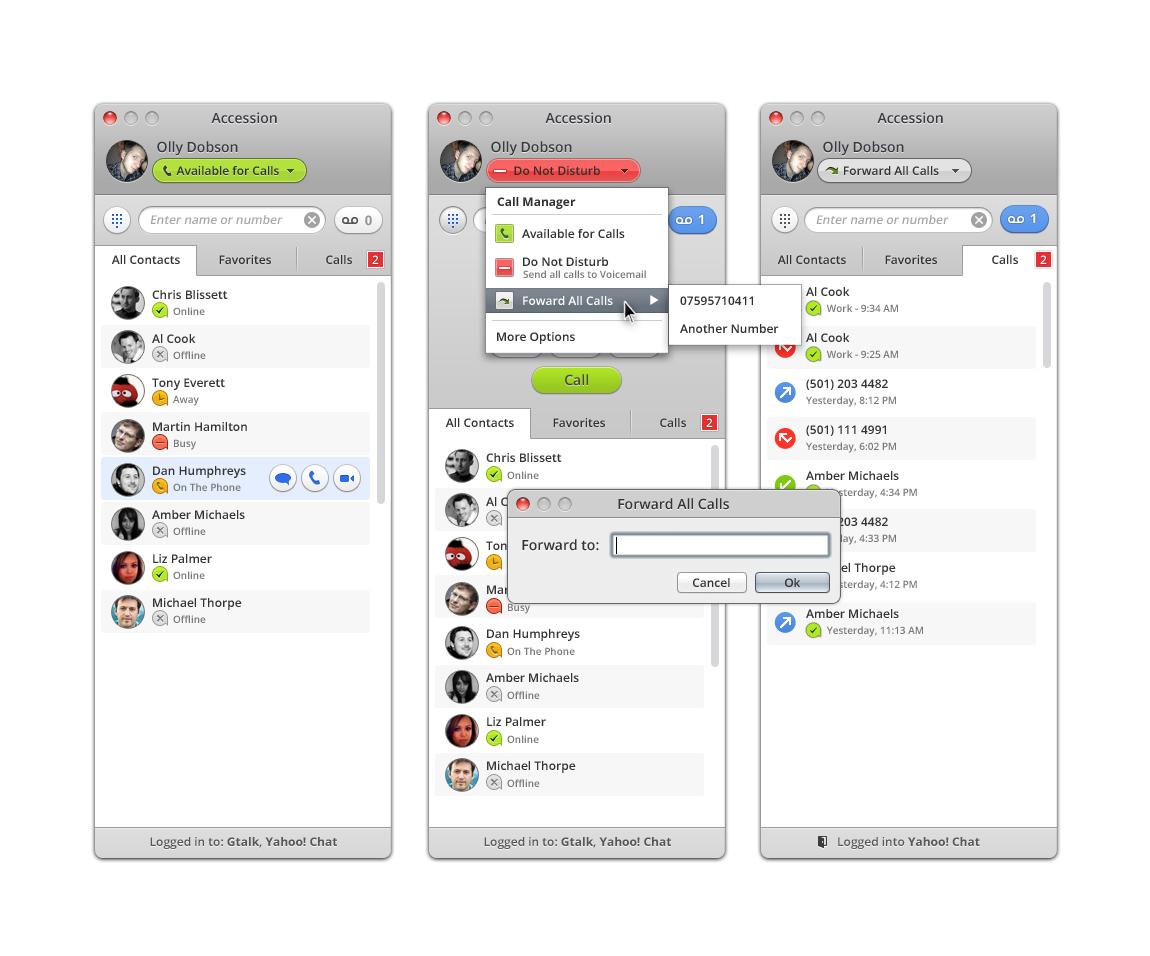 Accession
Olly Dobson
Available for Calls
Enter name or number
0
All Contacts
Favorites
Calls
2
Chris Blissett
Online
Al Cook
Offline
Tony Everett
Away
Martin Hamilton
Busy
Dan Humphreys
On The Phone
Amber Michaels
Offline
Liz Palmer
Online
Michael Thorpe
Offline
Logged in to: Gtalk, Yahoo! Chat
Accession
Olly Dobson
Do Not Disturb
1
Call Manager
Available for Calls
Do Not Disturb
Send all calls to Voicemail
Foward All Calls
More Options
07595710411
Another Number
Call
All Contacts
Favorites
Calls
2
Chris Blissett
Online
Al C
Ton
Mar
Busy
Dan Humphreys
On The Phone
Amber Michaels
Offline
Liz Palmer
Online
Michael Thorpe
Offline
Logged in to: Gtalk, Yahoo! Chat
Forward All Calls
Forward to:
Cancel
Ok
Accession
Olly Dobson
Forward All Calls
Enter name or number
1
All Contacts
Favorites
Calls
2
Al Cook
Work - 9:34 AM
Al Cook
Work - 9:25 AM
(501) 203 4482
Yesterday, 8:12 PM
(501) 111 4991
Yesterday, 6:02 PM
Amber Michaels
sterday, 4:34 PM
203 4482
ay, 4:33 PM
el Thorpe
sterday, 4:12 PM
Amber Michaels
Yesterday, 11:13 AM
Logged into Yahoo! Chat